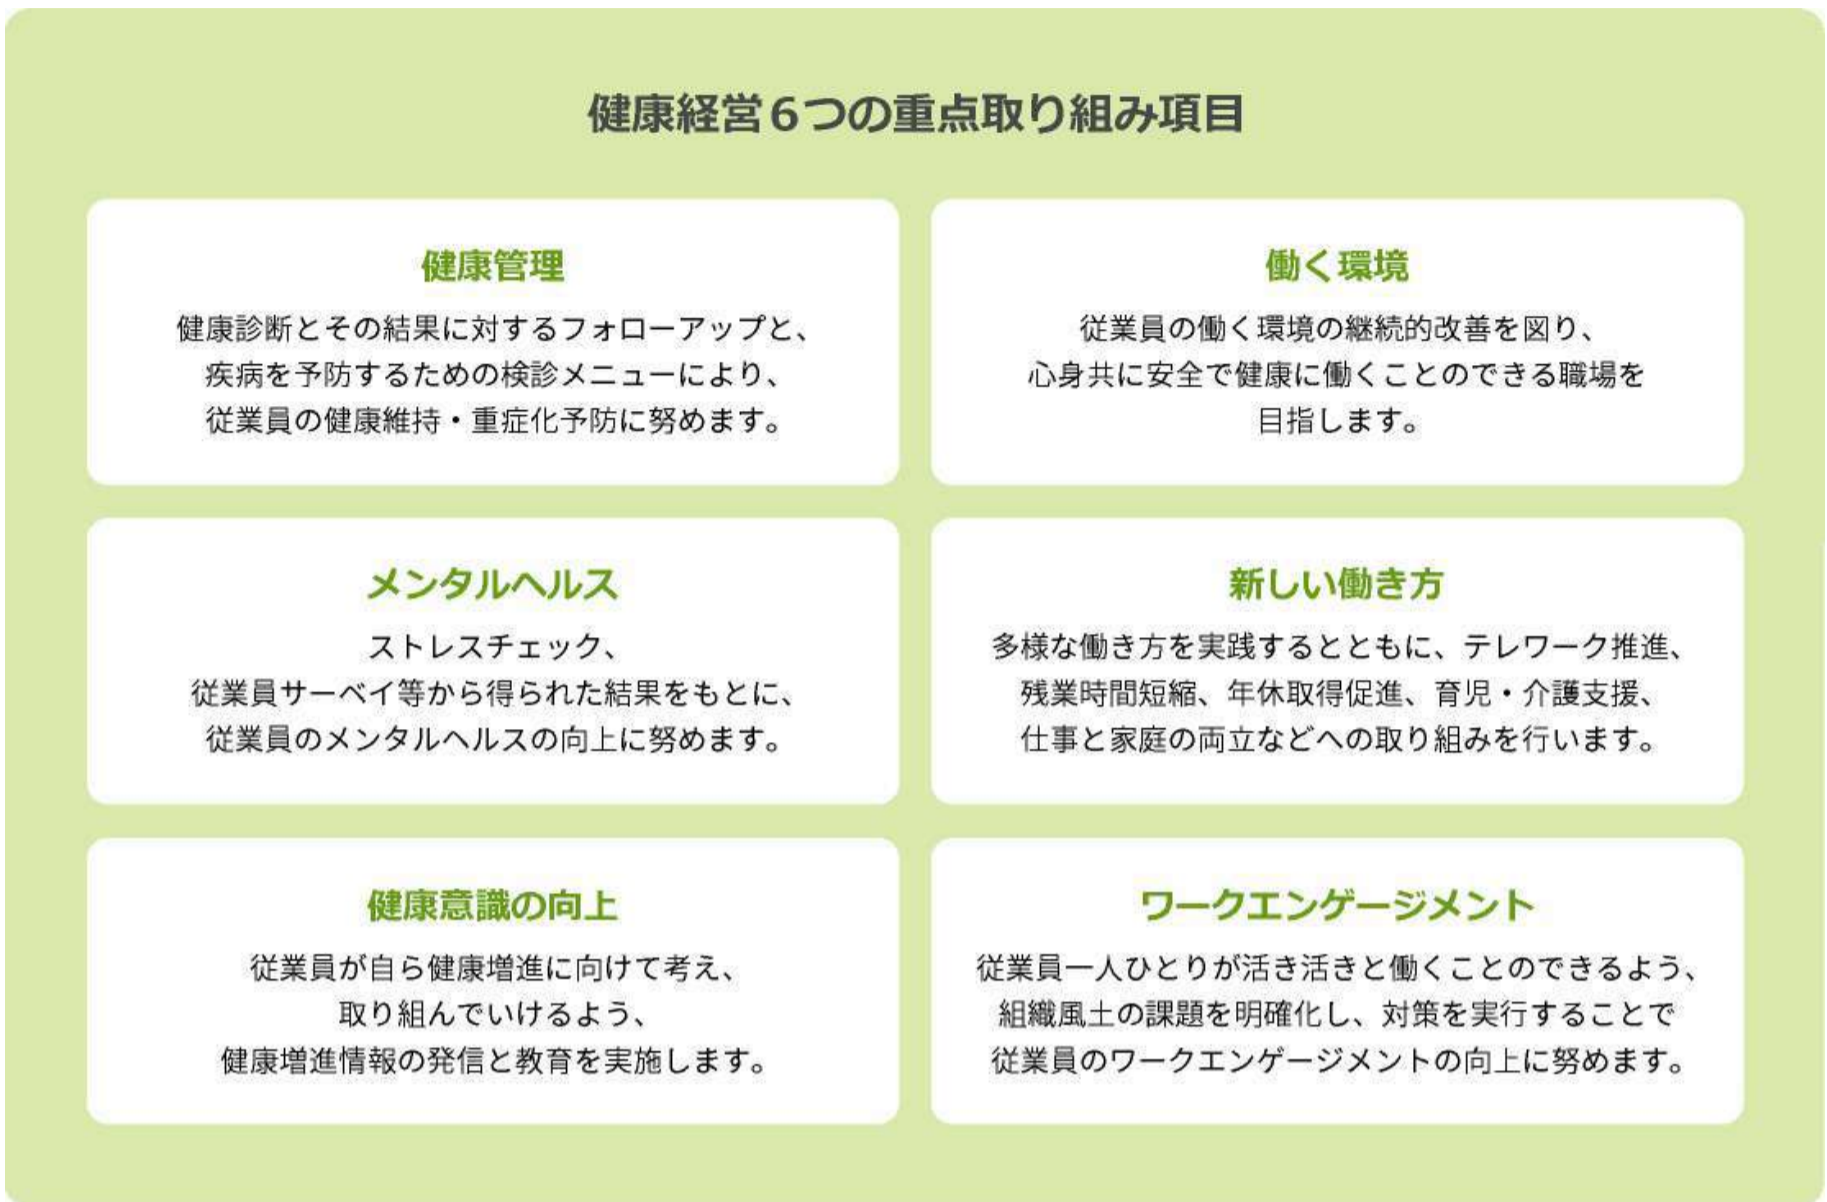 健康経営6つの重点取り組み項目
健康管理
健康診断とその結果に対するフォローアップと、
疾病を予防するための検診メニューにより、
従業員の健康維持・重症化予防に努めます。
働く環境
従業員の働く環境の継続的改善を図り、
心身共に安全で健康に働くことのできる職場を
目指します。
メンタルヘルス
ストレスチェック、
従業員サーベイ等から得られた結果をもとに、
従業員のメンタルヘルスの向上に努めます。
新しい働き方
多様な働き方を実践するとともに、テレワーク推進、
残業時間短縮、年休取得促進、育児・介護支援、
仕事と家庭の両立などへの取り組みを行います。
健康意識の向上
従業員が自ら健康増進に向けて考え、
取り組んでいけるよう、
健康増進情報の発信と教育を実施します。
ワークエンゲージメント
従業員一人ひとりが活き活きと働くことのできるよう、
組織風土の課題を明確化し、対策を実行することで
従業員のワークエンゲージメントの向上に努めます。